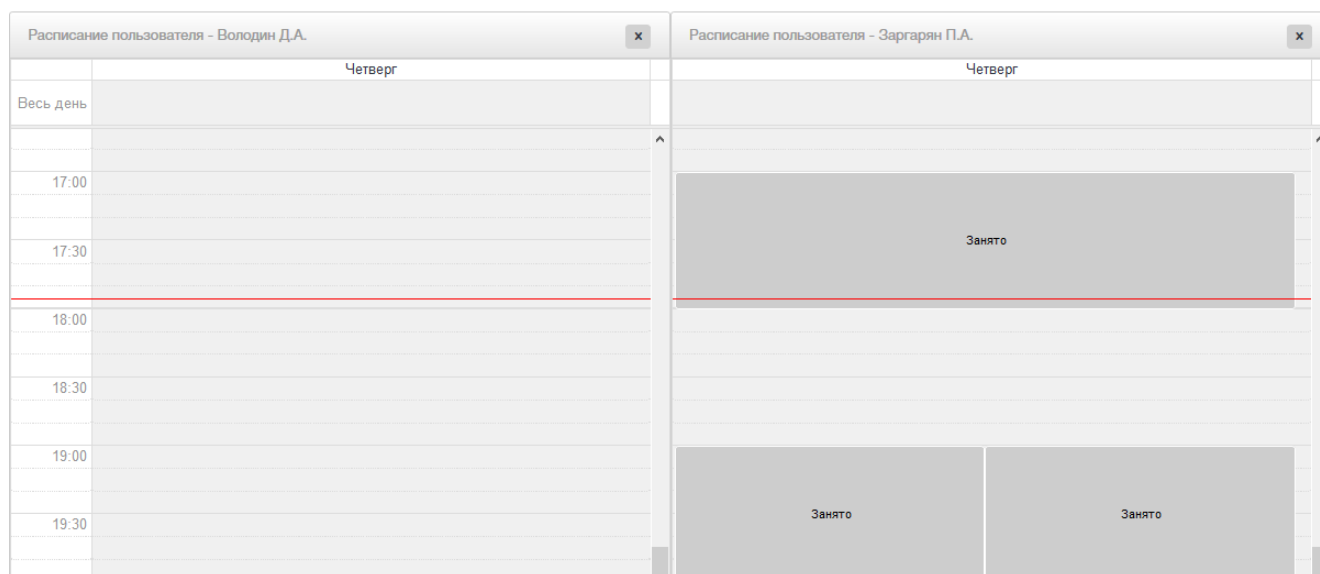 Расписание пользователя - Володин Д.А.
x
Расписание пользователя - Заргарян П.А.
x
Четверг
Четверг
Весь день
17:00
17:30
Занято
18:00
18:30
19:00
19:30
Занято
Занято